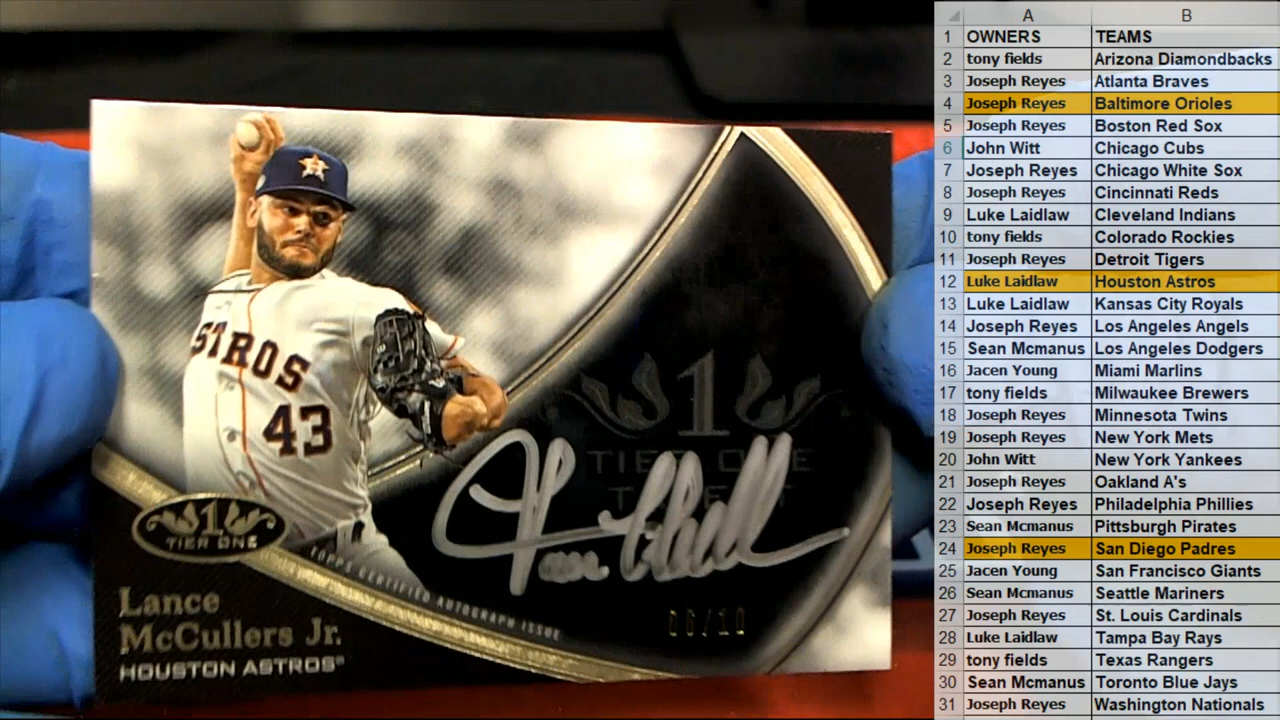 ASTROS
43
1
TIER ONE
TALENT
1
TIER ONE
TOPPS CERTIFIED AUTOGRAPH ISSUE
06/10
Lance
McCullers Jr.
HOUSTON ASTROS
A B
1 OWNERS TEAMS
2 tony fields Arizona Diamondbacks
3 Joseph Reyes Atlanta Braves
4 Joseph Reyes Baltimore Orioles
5 Joseph Reyes Boston Red Sox
6 John Witt Chicago Cubs
7 Joseph Reyes Chicago White Sox
8 Joseph Reyes Cincinnati Reds
9 Luke Laidlaw Cleveland Indians
10 tony fields Colorado Rockies
11 Joseph Reyes Detroit Tigers
12 Luke Laidlaw Houston Astros
13 Luke Laidlaw Kansas City Royals
14 Joseph Reyes Los Angeles Angels
15 Sean Mcmanus Los Angeles Dodgers
16 Jacen Young Miami Marlins
17 tony fields Milwaukee Brewers
18 Joseph Reyes Minnesota Twins
19 Joseph Reyes New York Mets
20 John Witt New York Yankees
21 Joseph Reyes Oakland A's
22 Joseph Reyes Philadelphia Phillies
23 Sean Mcmanus Pittsburgh Pirates
24 Joseph Reyes San Diego Padres
25 Jacen Young San Francisco Giants
26 Sean Mcmanus Seattle Mariners
27 Joseph Reyes St. Louis Cardinals
28 Luke Laidlaw Tampa Bay Rays
29 tony fields Texas Rangers
30 Sean Mcmanus Toronto Blue Jays
31 Joseph Reyes Washington Nationals